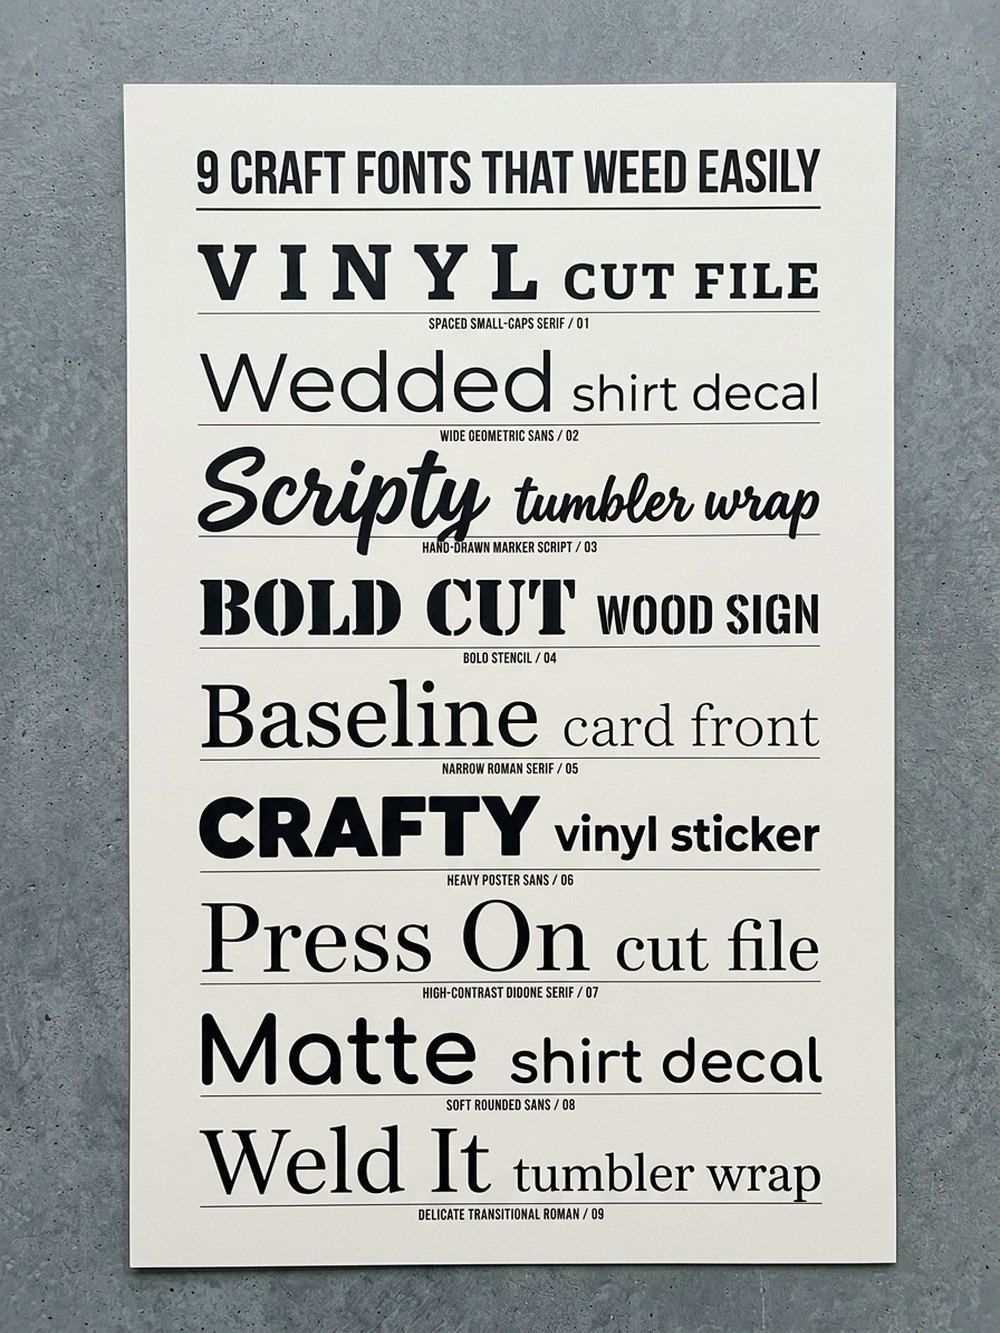 9 CRAFT FONTS THAT WEED EASILY
VINYL CUT FILE
SPACED SMALL-CAPS SERIF / 01
Wedded shirt decal
WIDE GEOMETRIC SANS / 02
Scripty tumbler wrap
HAND-DRAWN MARKER SCRIPT / 03
BOLD CUT WOOD SIGN
BOLD STENCIL / 04
Baseline card front
NARROW ROMAN SERIF / 05
CRAFTY vinyl sticker
HEAVY POSTER SANS / 06
Press On cut file
HIGH-CONTRAST DIDONE SERIF / 07
Matte shirt decal
SOFT ROUNDED SANS / 08
Weld It tumbler wrap
DELICATE TRANSITIONAL ROMAN / 09